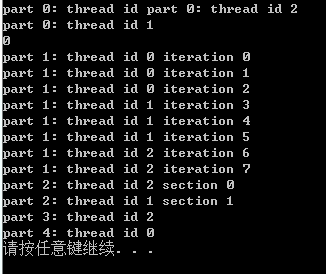 part 0: thread id part 0: thread id 2
part 0: thread id 1
0
part 1: thread id 0 iteration 0
part 1: thread id 0 iteration 1
part 1: thread id 0 iteration 2
part 1: thread id 1 iteration 3
part 1: thread id 1 iteration 4
part 1: thread id 1 iteration 5
part 1: thread id 2 iteration 6
part 1: thread id 2 iteration 7
part 2: thread id 2 section 0
part 2: thread id 1 section 1
part 3: thread id 2
part 4: thread id 0
请按任意键继续. . .